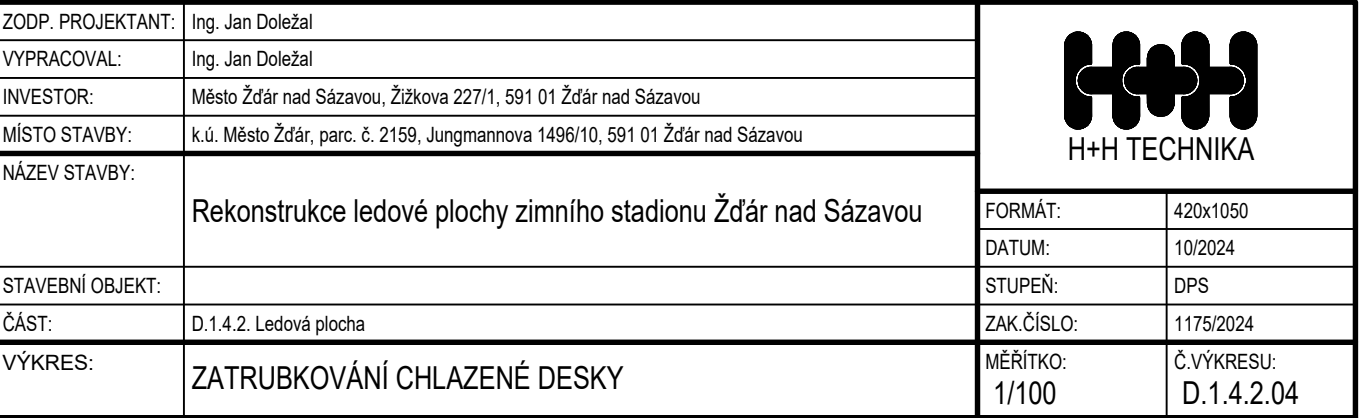 ZODP. PROJEKTANT: Ing. Jan Doležal
VYPRACOVAL: Ing. Jan Doležal
INVESTOR: Město Žďár nad Sázavou, Žižkova 227/1, 591 01 Žďár nad Sázavou
MÍSTO STAVBY: k.ú. Město Žďár, parc. č. 2159, Jungmannova 1496/10, 591 01 Žďár nad Sázavou
H+H TECHNIKA
NÁZEV STAVBY:
Rekonstrukce ledové plochy zimního stadionu Žďár nad Sázavou
FORMÁT: 420x1050
DATUM: 10/2024
STAVEBNÍ OBJEKT:
STUPEŇ: DPS
ČÁST: D.1.4.2. Ledová plocha
ZAK.ČÍSLO: 1175/2024
VÝKRES: ZATRUBKOVÁNÍ CHLAZENÉ DESKY
MĚŘÍTKO:
1/100
Č.VÝKRESU:
D.1.4.2.04